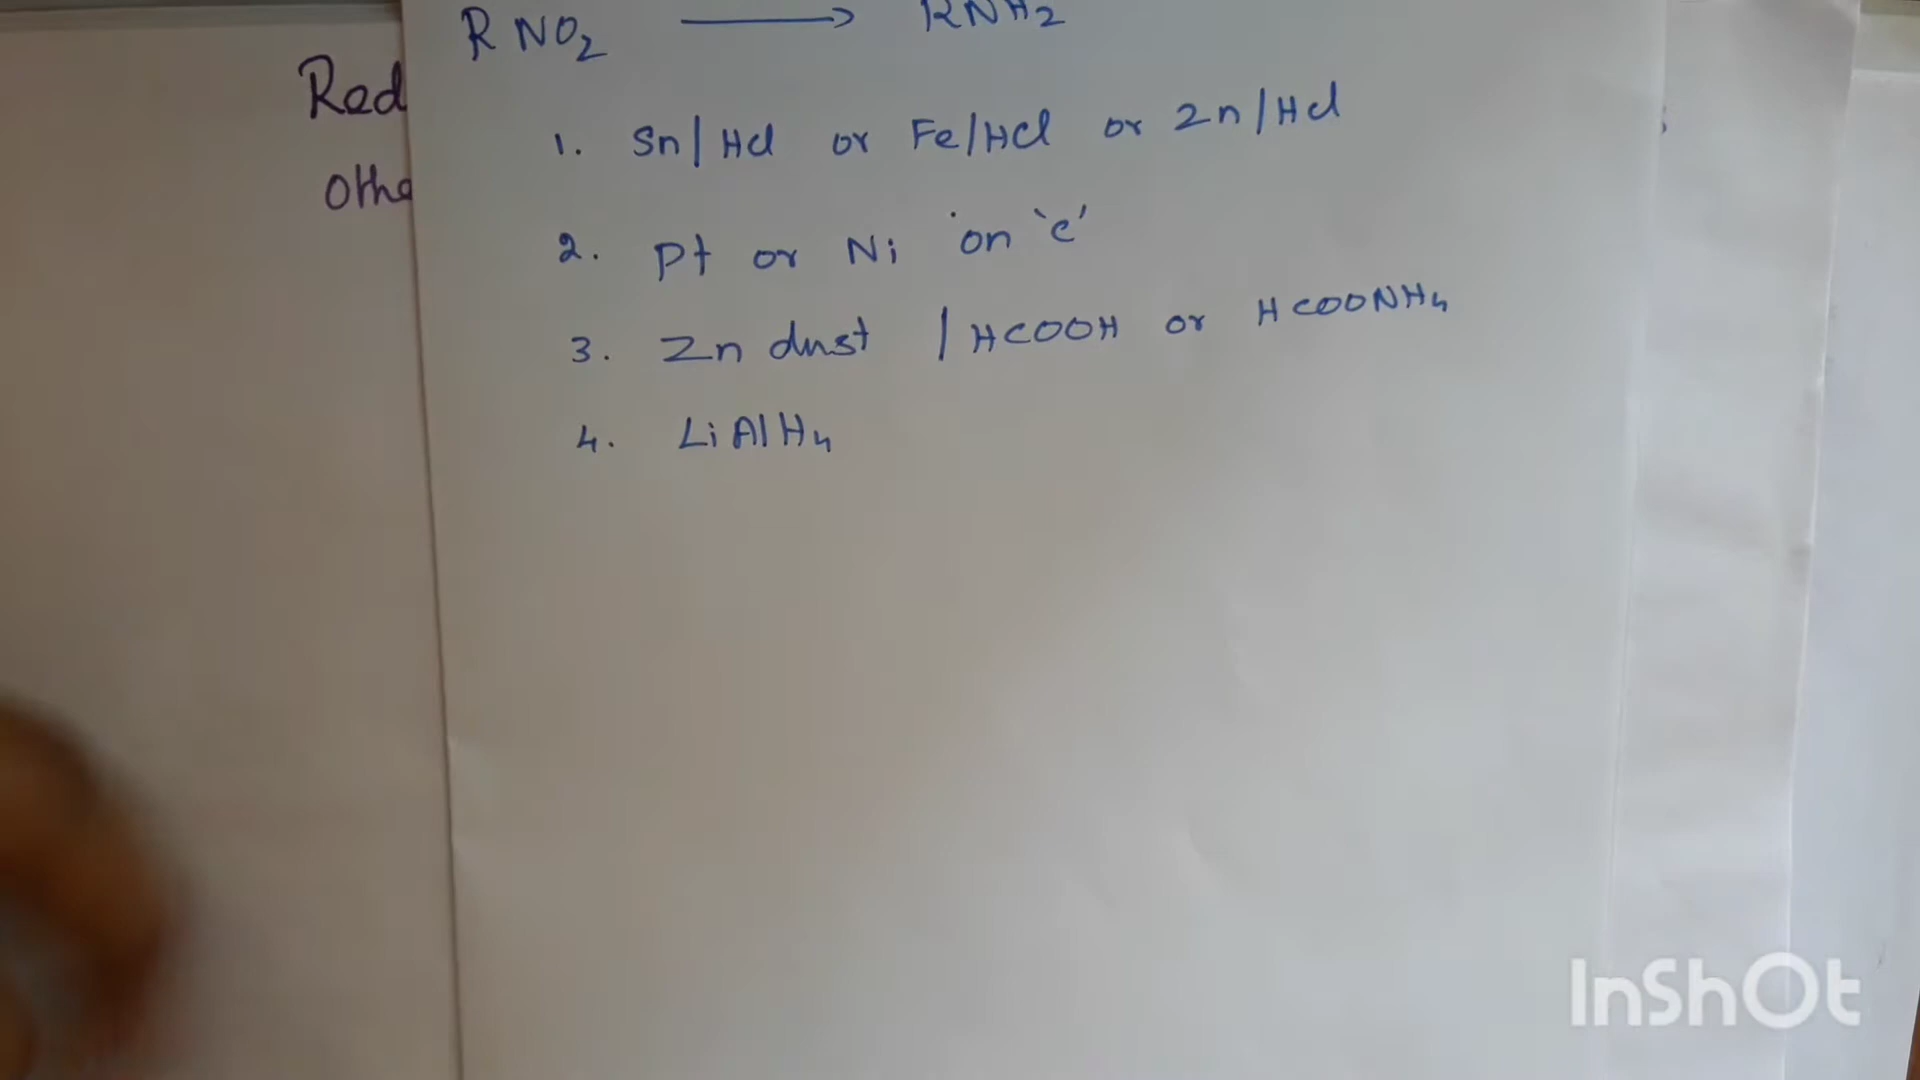 R NO2 → RNH2
Red
1. Sn/HCl or Fe/HCl or Zn/HCl
Othe
2. Pt or Ni on 'c'
3. Zn dust / HCOOH or HCOONH4
4. LiAlH4
InShOt